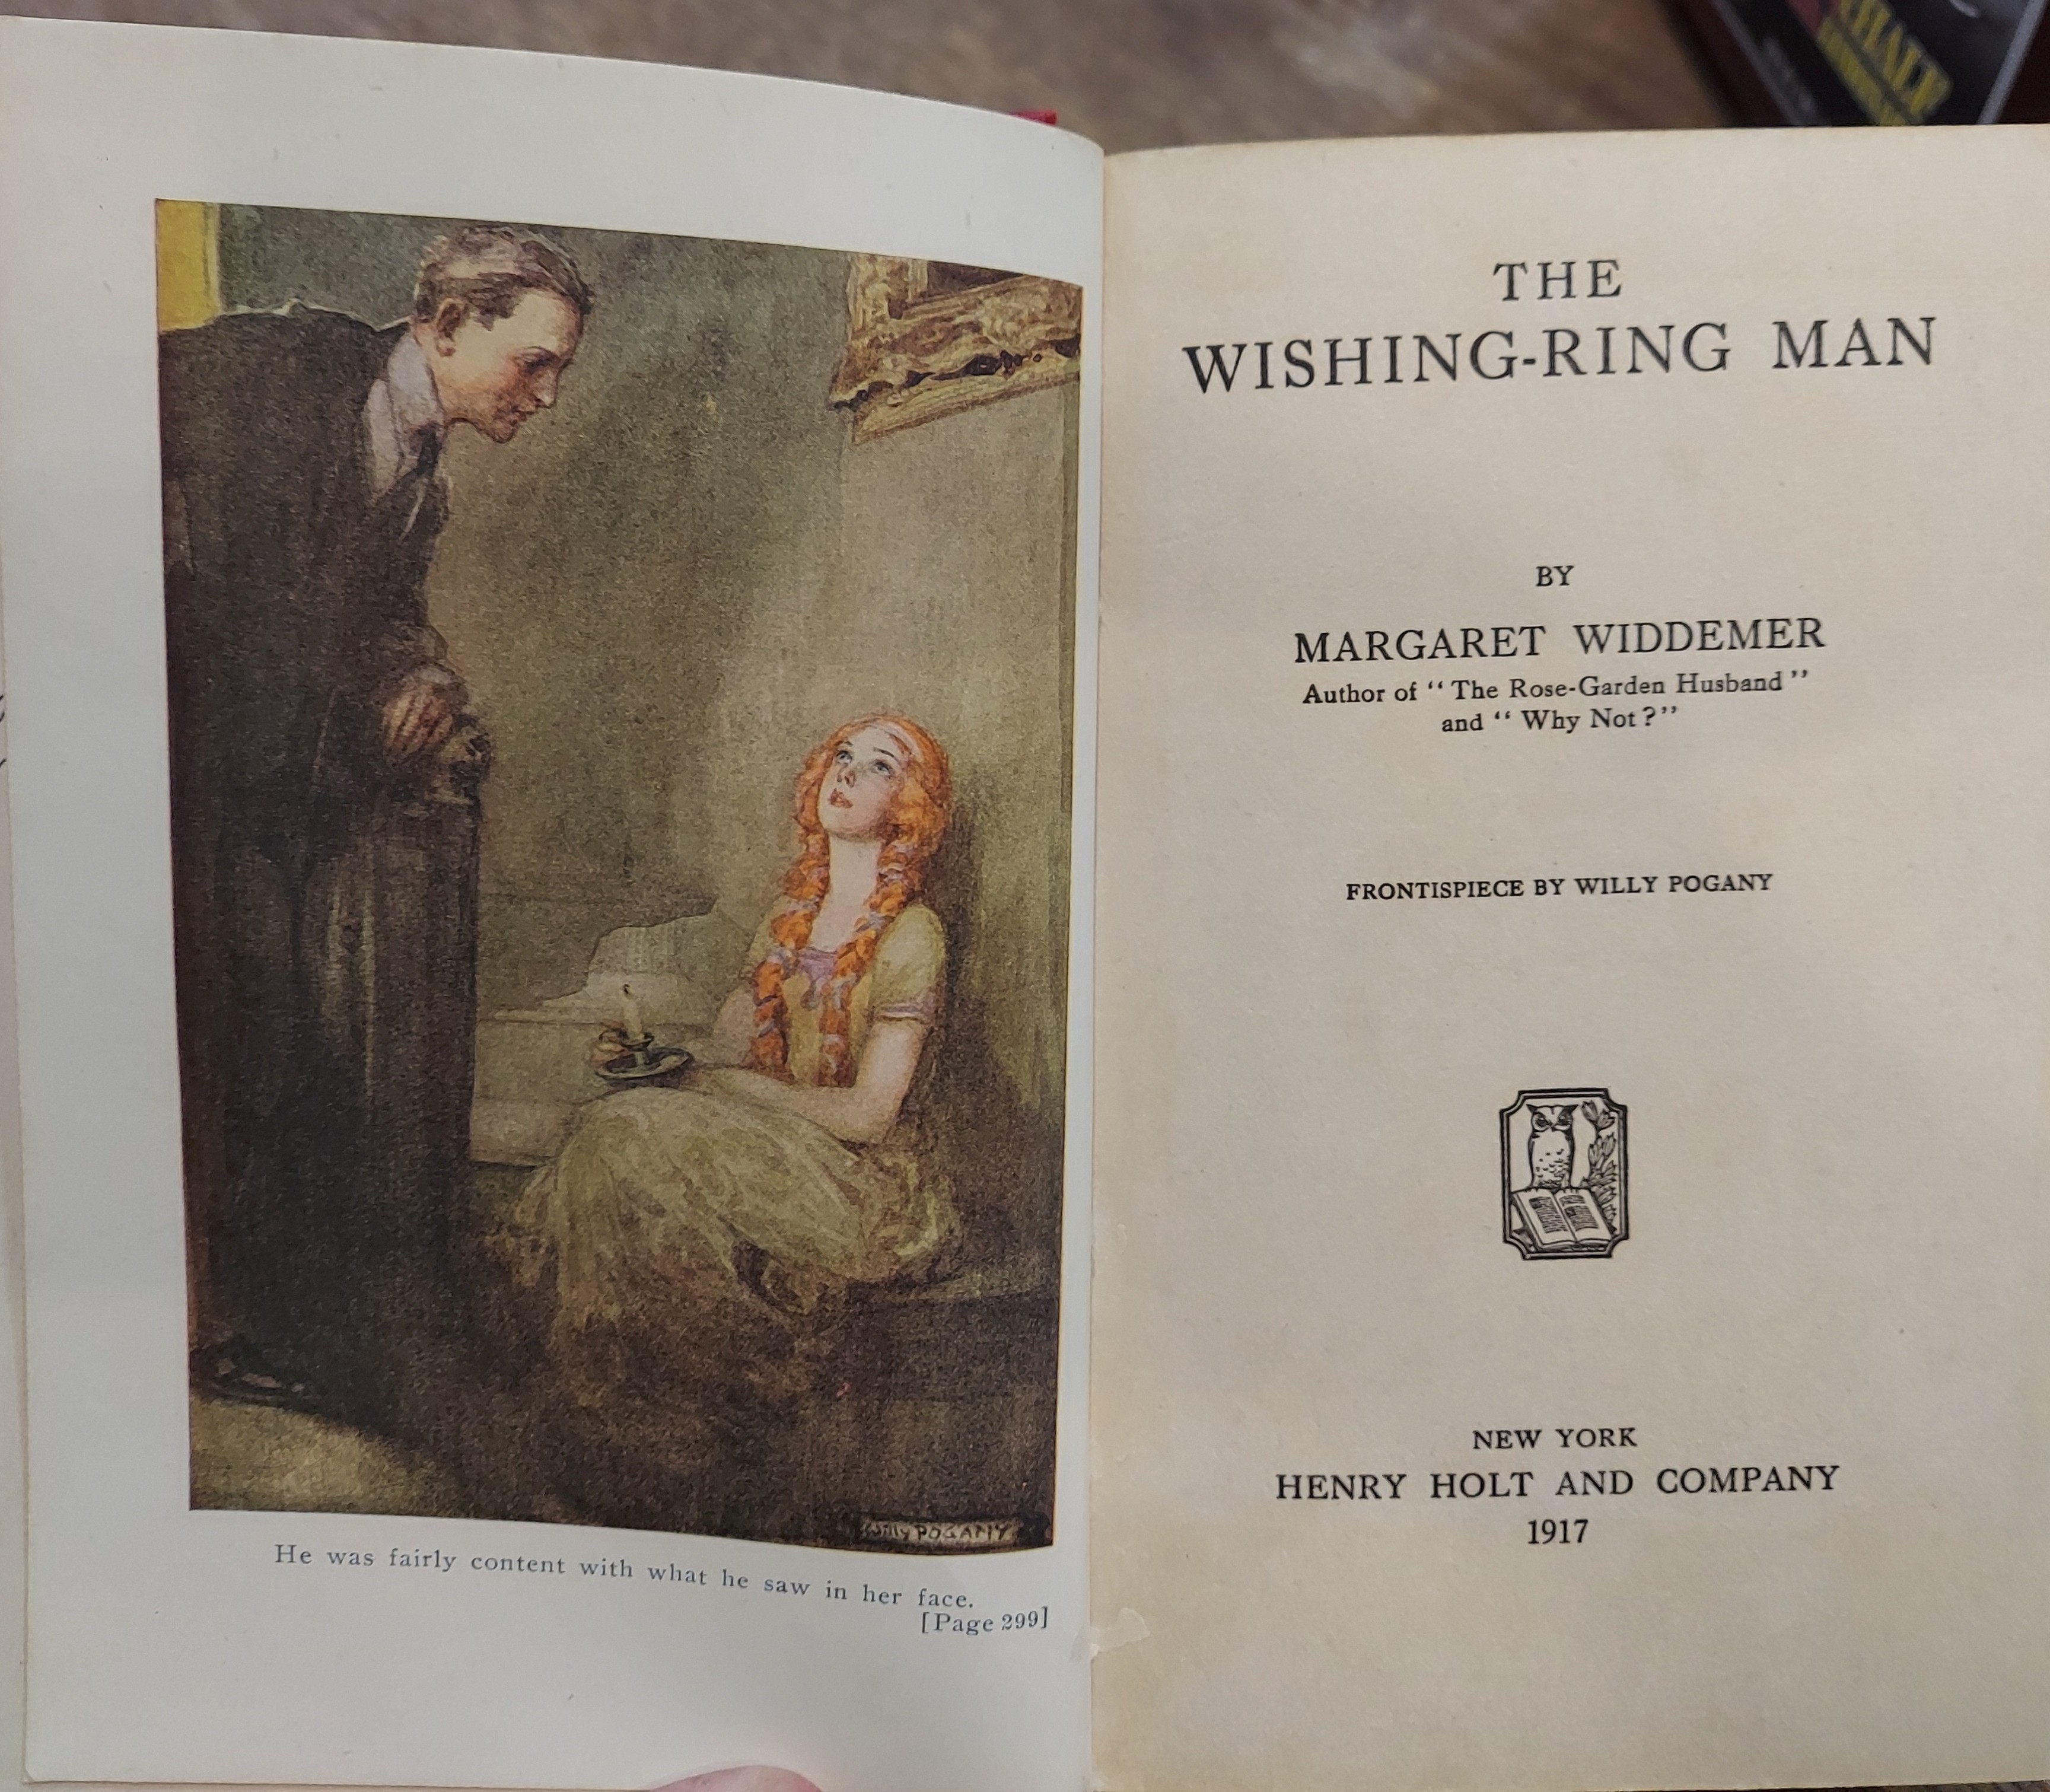 Willy POGANY
He was fairly content with what he saw in her face.
[Page 299]
THE
WISHING-RING MAN
BY
MARGARET WIDDEMER
Author of “The Rose-Garden Husband”
and “Why Not?”
FRONTISPIECE BY WILLY POGANY
NEW YORK
HENRY HOLT AND COMPANY
1917